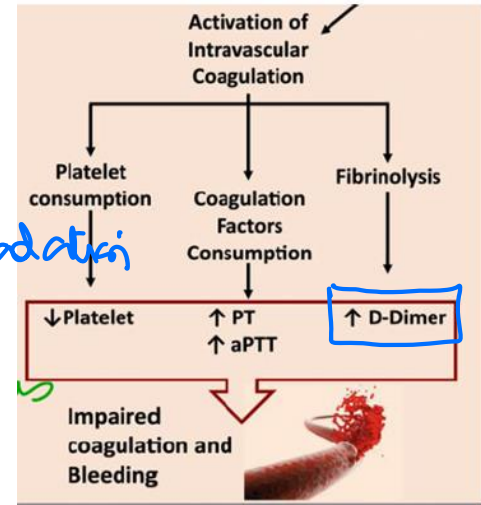 Activation of
Intravascular
Coagulation
Platelet
consumption
Coagulation
Factors
Consumption
Fibrinolysis
↓Platelet
↑ PT
↑ aPTT
↑ D-Dimer
Impaired
coagulation and
Bleeding